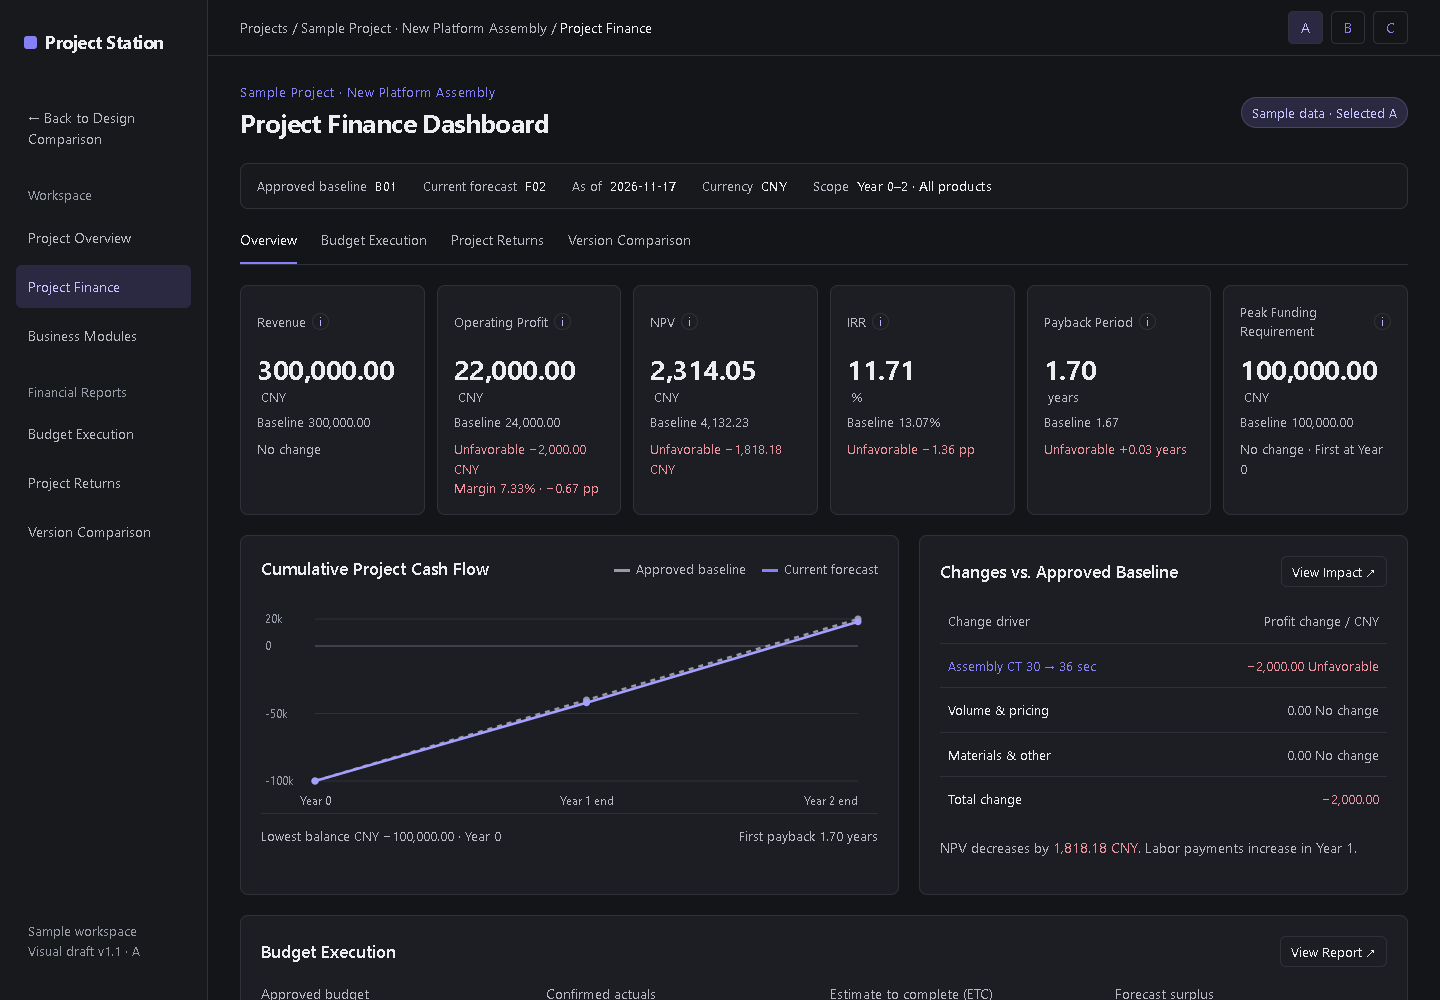 Project Station
← Back to Design
Comparison
Workspace
Project Overview
Project Finance
Business Modules
Financial Reports
Budget Execution
Project Returns
Version Comparison
Sample workspace
Visual draft v1.1 · A
Projects / Sample Project · New Platform Assembly / Project Finance
A B C
Sample Project · New Platform Assembly
Project Finance Dashboard
Sample data · Selected A
Approved baseline B01 Current forecast F02 As of 2026-11-17 Currency CNY Scope Year 0–2 · All products
Overview Budget Execution Project Returns Version Comparison
Revenue i
300,000.00
CNY
Baseline 300,000.00
No change
Operating Profit i
22,000.00
CNY
Baseline 24,000.00
Unfavorable −2,000.00
CNY
Margin 7.33% · −0.67 pp
NPV i
2,314.05
CNY
Baseline 4,132.23
Unfavorable −1,818.18
CNY
IRR i
11.71
%
Baseline 13.07%
Unfavorable −1.36 pp
Payback Period i
1.70
years
Baseline 1.67
Unfavorable +0.03 years
Peak Funding
Requirement i
100,000.00
CNY
Baseline 100,000.00
No change · First at Year
0
Cumulative Project Cash Flow
Approved baseline Current forecast
20k
0
-50k
-100k
Year 0 Year 1 end Year 2 end
Lowest balance CNY −100,000.00 · Year 0 First payback 1.70 years
Changes vs. Approved Baseline View Impact ↗
Change driver Profit change / CNY
Assembly CT 30 → 36 sec −2,000.00 Unfavorable
Volume & pricing 0.00 No change
Materials & other 0.00 No change
Total change −2,000.00
NPV decreases by 1,818.18 CNY. Labor payments increase in Year 1.
Budget Execution View Report ↗
Approved budget Confirmed actuals Estimate to complete (ETC) Forecast surplus